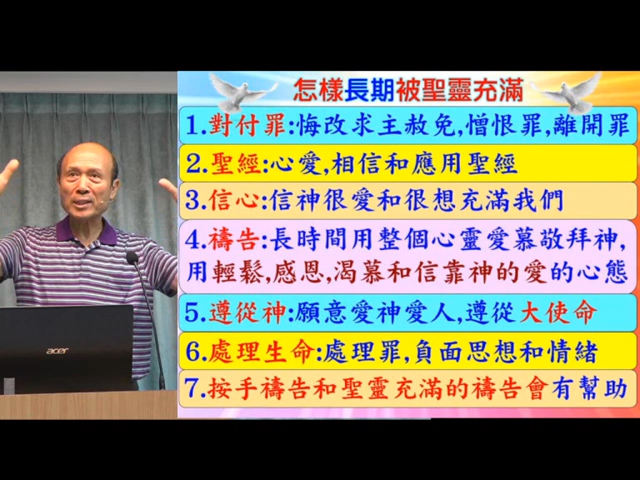 怎樣長期被聖靈充滿
1.對付罪:悔改求主赦免,憎恨罪,離開罪
2.聖經:心愛,相信和應用聖經
3.信心:信神很愛和很想充滿我們
4.禱告:長時間用整個心靈愛慕敬拜神,
用輕鬆,感恩,渴慕和信靠神的愛的心態
5.遵從神:願意愛神愛人,遵從大使命
6.處理生命:處理罪,負面思想和情緒
7.按手禱告和聖靈充滿的禱告會有幫助
acer